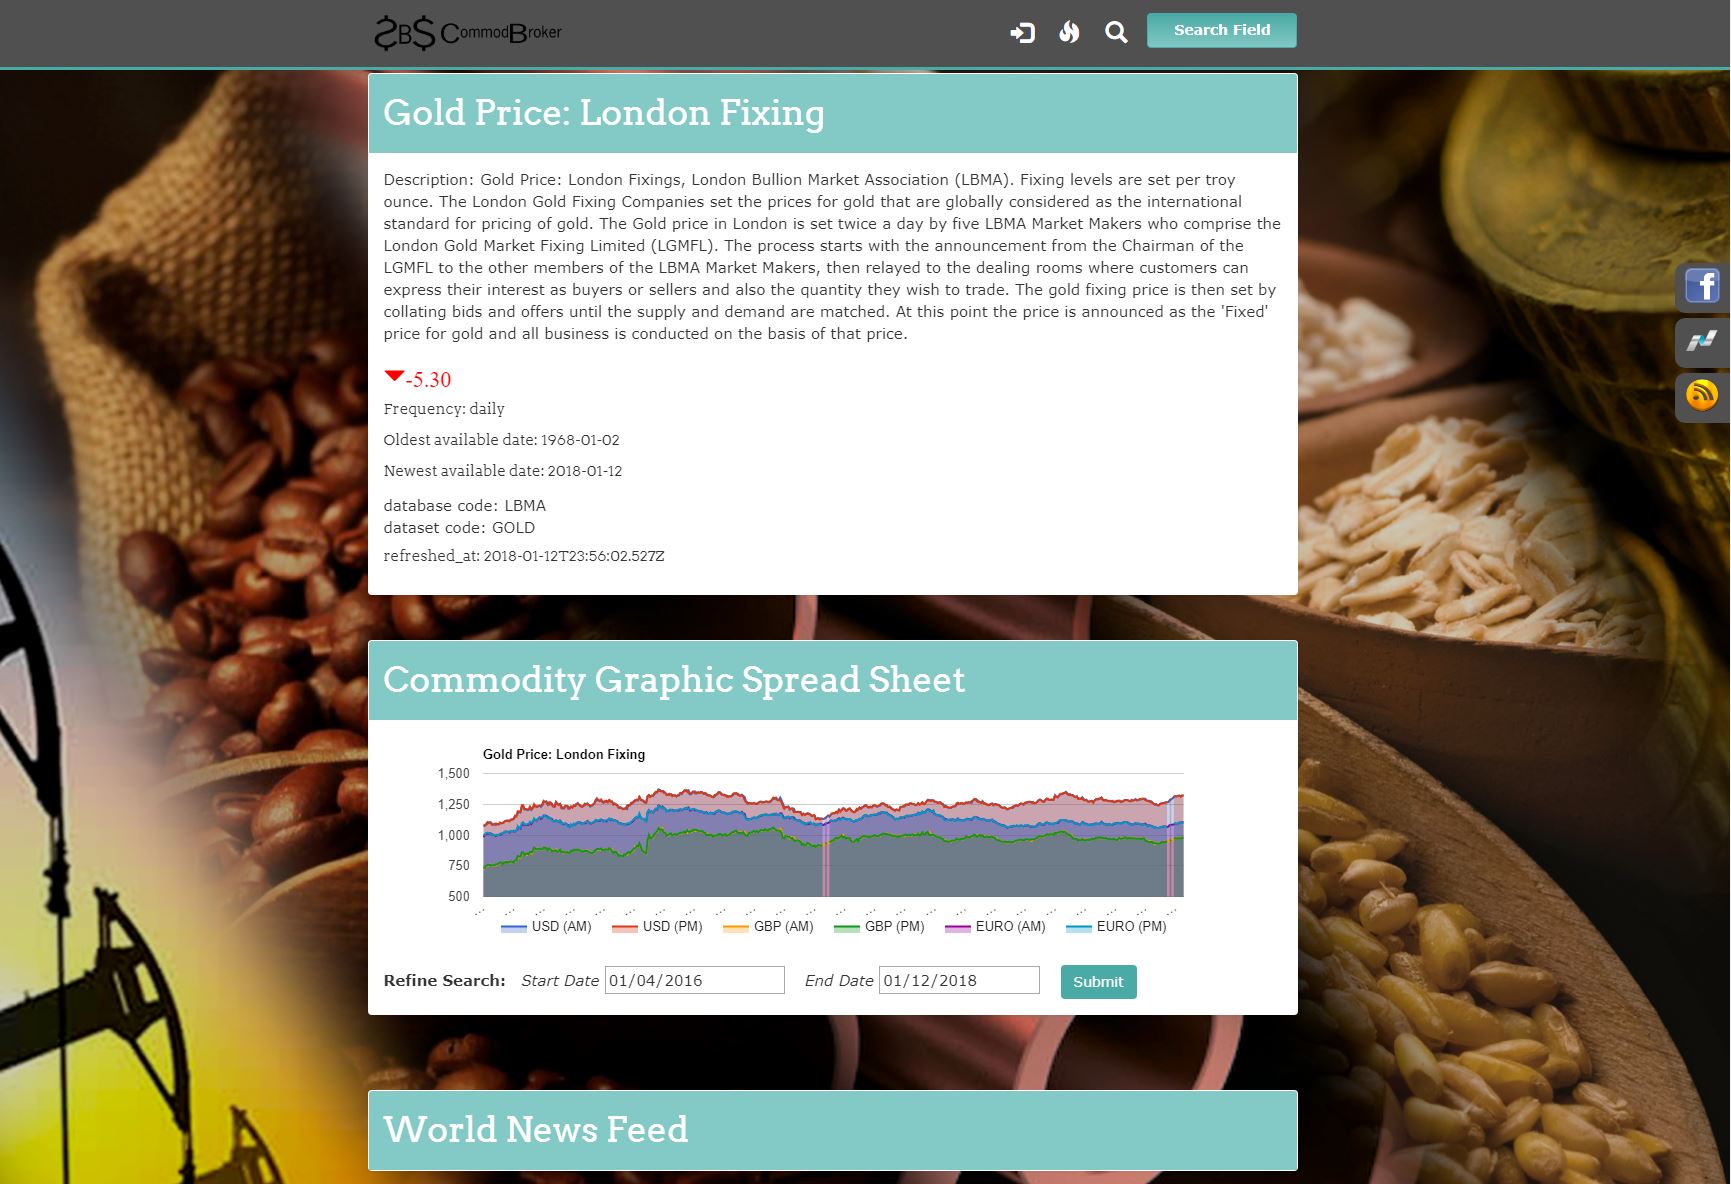 SBS CommodBroker
Search Field
Gold Price: London Fixing
Description: Gold Price: London Fixings, London Bullion Market Association (LBMA). Fixing levels are set per troy
ounce. The London Gold Fixing Companies set the prices for gold that are globally considered as the international
standard for pricing of gold. The Gold price in London is set twice a day by five LBMA Market Makers who comprise the
London Gold Market Fixing Limited (LGMFL). The process starts with the announcement from the Chairman of the
LGMFL to the other members of the LBMA Market Makers, then relayed to the dealing rooms where customers can
express their interest as buyers or sellers and also the quantity they wish to trade. The gold fixing price is then set by
collating bids and offers until the supply and demand are matched. At this point the price is announced as the 'Fixed'
price for gold and all business is conducted on the basis of that price.
-5.30
Frequency: daily
Oldest available date: 1968-01-02
Newest available date: 2018-01-12
database code: LBMA
dataset code: GOLD
refreshed_at: 2018-01-12T23:56:02.527Z
Commodity Graphic Spread Sheet
Gold Price: London Fixing
1,500
1,250
1,000
750
500
USD (AM) USD (PM) GBP (AM) GBP (PM) EURO (AM) EURO (PM)
Refine Search: Start Date 01/04/2016 End Date 01/12/2018 Submit
World News Feed